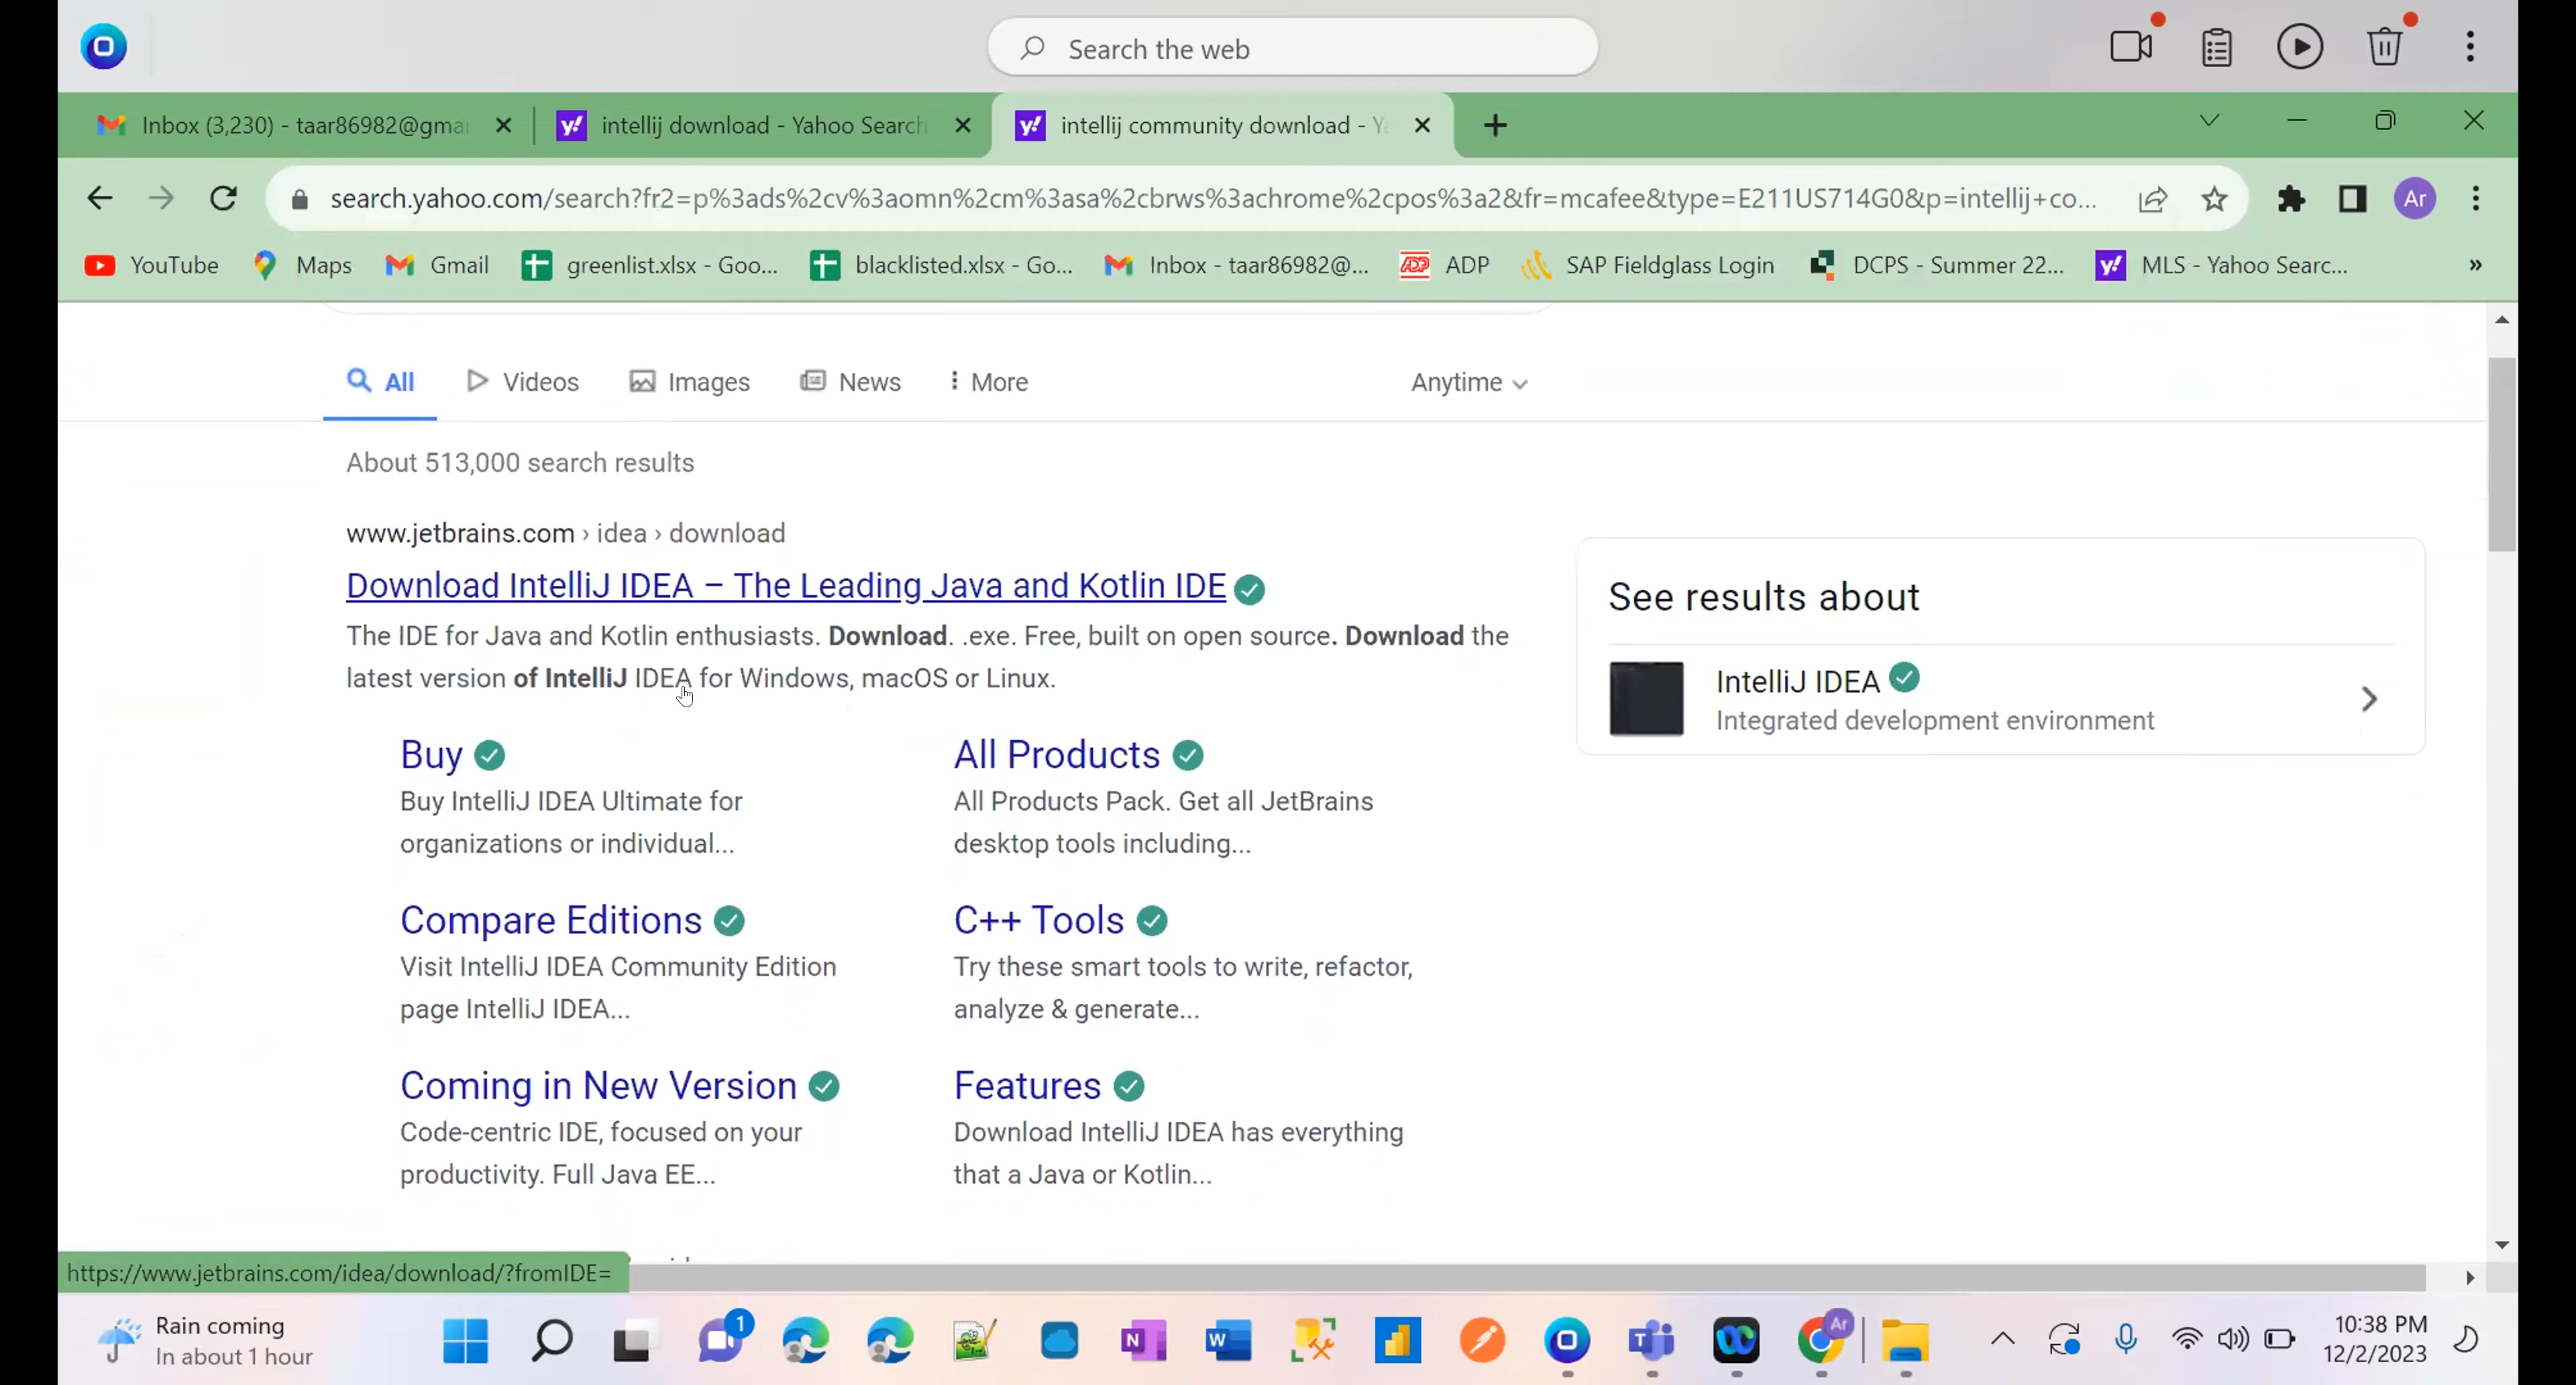 Search the web
Inbox (3,230) - taar86982@gmai
intellij download - Yahoo Search
intellij community download - Ya
search.yahoo.com/search?fr2=p%3ads%2cv%3aomn%2cm%3asa%2cbrws%3achrome%2cpos%3a2&fr=mcafee&type=E211US714G0&p=intellij+co...
Ar
YouTube
Maps
Gmail
greenlist.xlsx - Goo...
blacklisted.xlsx - Go...
Inbox - taar86982@...
ADP
SAP Fieldglass Login
DCPS - Summer 22...
MLS - Yahoo Searc...
»
All
Videos
Images
News
More
Anytime
About 513,000 search results
www.jetbrains.com › idea › download
Download IntelliJ IDEA – The Leading Java and Kotlin IDE
The IDE for Java and Kotlin enthusiasts. Download. .exe. Free, built on open source. Download the
latest version of IntelliJ IDEA for Windows, macOS or Linux.
See results about
IntelliJ IDEA
Integrated development environment
Buy
Buy IntelliJ IDEA Ultimate for
organizations or individual...
All Products
All Products Pack. Get all JetBrains
desktop tools including...
Compare Editions
Visit IntelliJ IDEA Community Edition
page IntelliJ IDEA...
C++ Tools
Try these smart tools to write, refactor,
analyze & generate...
Coming in New Version
Code-centric IDE, focused on your
productivity. Full Java EE...
Features
Download IntelliJ IDEA has everything
that a Java or Kotlin...
https://www.jetbrains.com/idea/download/?fromIDE=
Rain coming
In about 1 hour
1
Ar
10:38 PM
12/2/2023